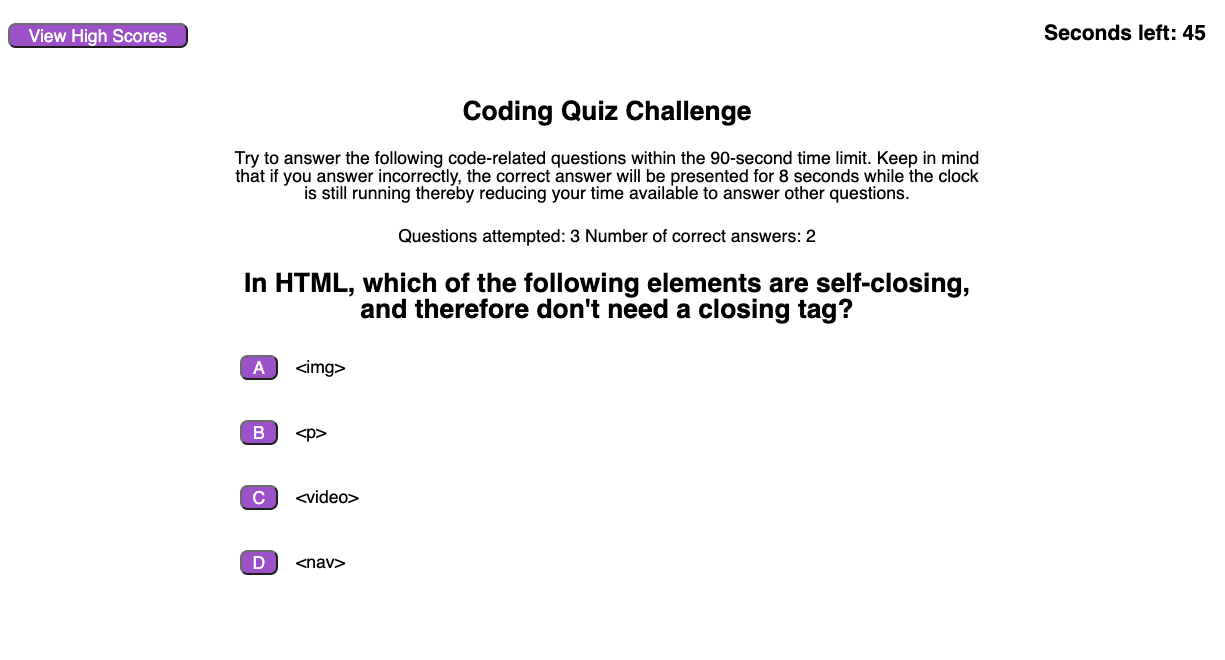 View High Scores
Seconds left: 45
Coding Quiz Challenge
Try to answer the following code-related questions within the 90-second time limit. Keep in mind
that if you answer incorrectly, the correct answer will be presented for 8 seconds while the clock
is still running thereby reducing your time available to answer other questions.
Questions attempted: 3 Number of correct answers: 2
In HTML, which of the following elements are self-closing,
and therefore don't need a closing tag?
A <img>
B <p>
C <video>
D <nav>